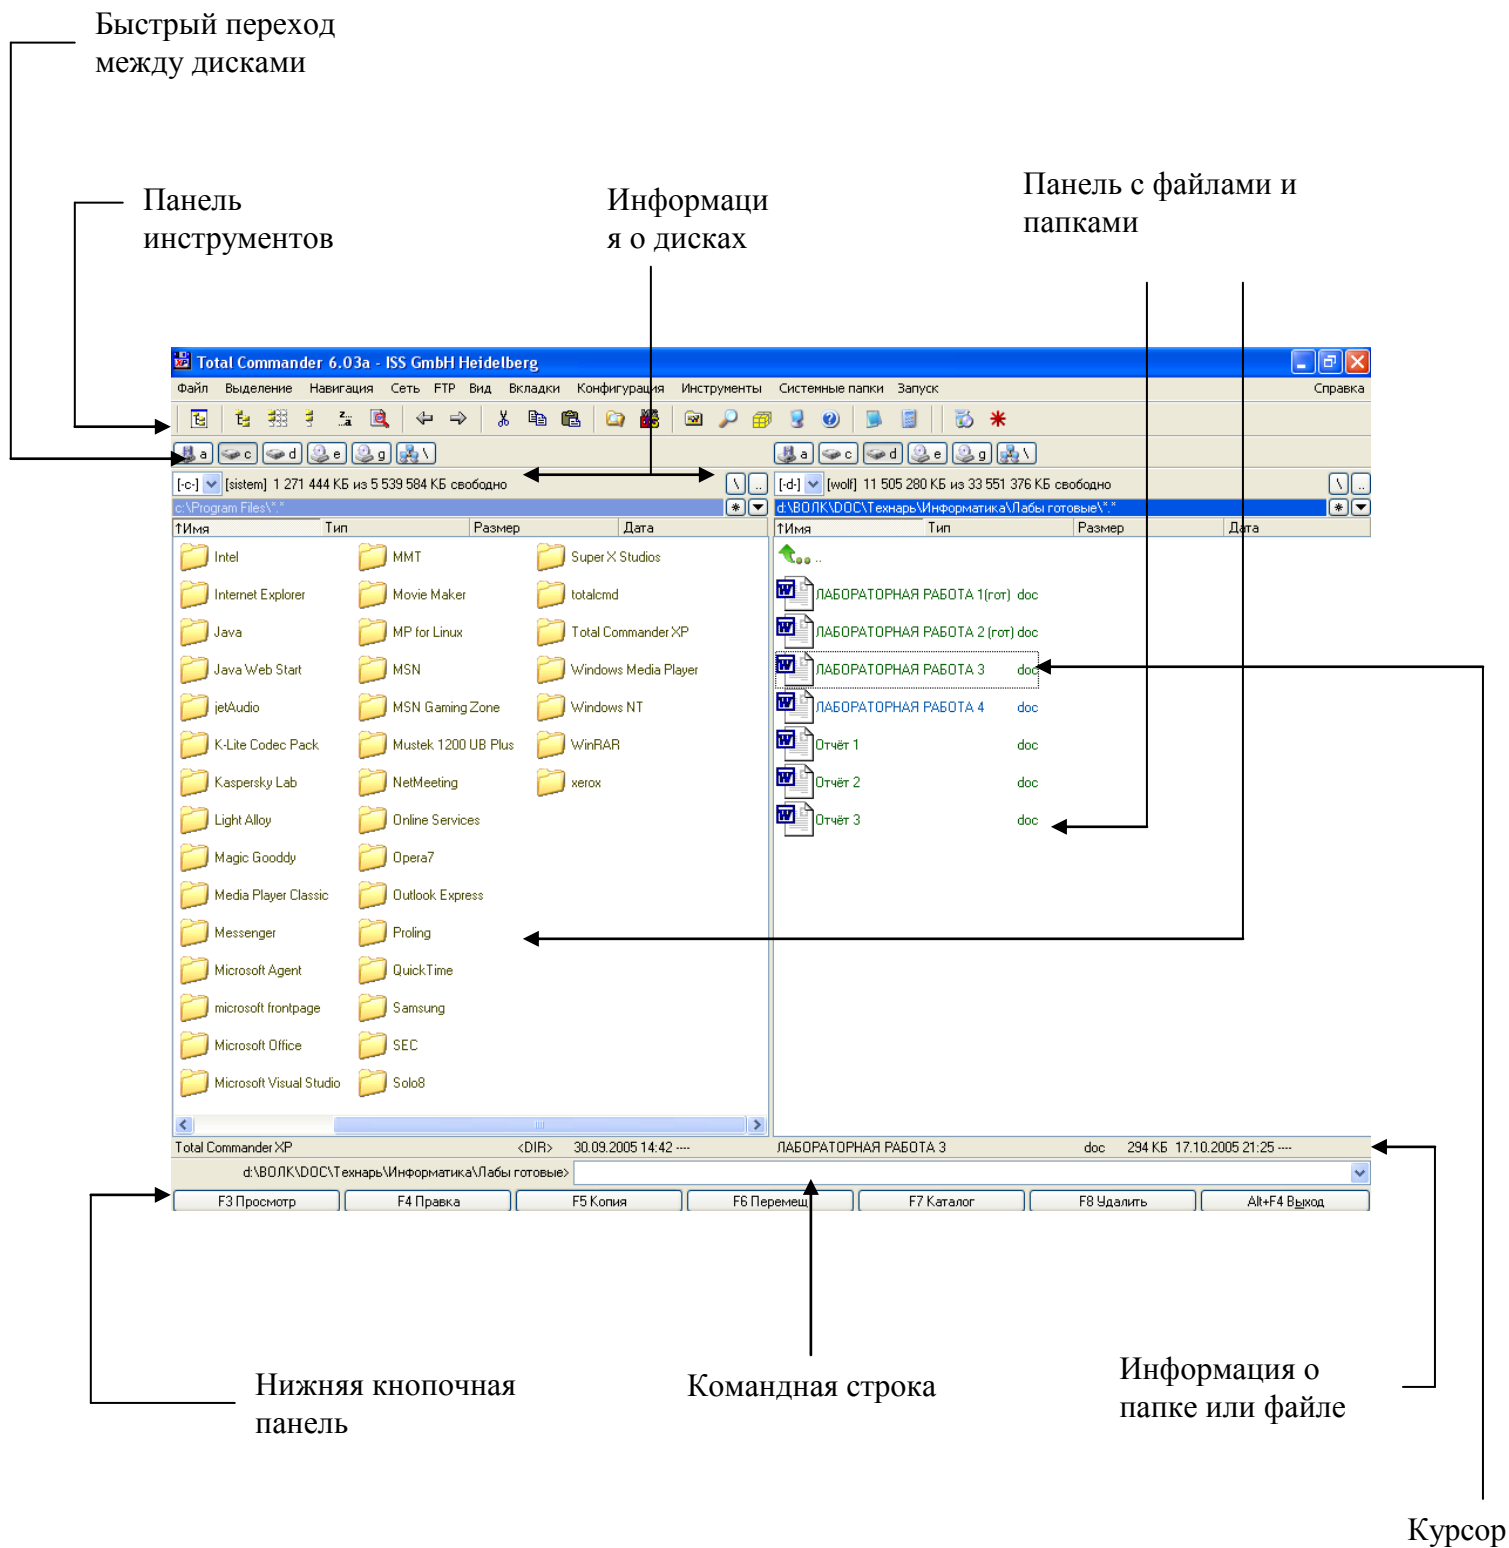 Быстрый переход
между дисками
Панель
инструментов
Информаци
я о дисках
Панель с файлами и
папками
Total Commander 6.03a - ISS GmbH Heidelberg
Файл Выделение Навигация Сеть FTP Вид Вкладки Конфигурация Инструменты Системные папки Запуск Справка
a c d e g \ a c d e g \
[-c-] [sistem] 1 271 444 КБ из 5 539 584 КБ свободно \ .. [-d-] [wolf] 11 505 280 КБ из 33 551 376 КБ свободно \ ..
c:\Program Files\*.* * d:\ВОЛК\DOC\Технарь\Информатика\Лабы готовые\*.* *
↑Имя Тип Размер Дата ↑Имя Тип Размер Дата
Intel MMT Super X Studios ..
Internet Explorer Movie Maker totalcmd ЛАБОРАТОРНАЯ РАБОТА 1(гот) doc
Java MP for Linux Total Commander XP ЛАБОРАТОРНАЯ РАБОТА 2 (гот) doc
Java Web Start MSN Windows Media Player ЛАБОРАТОРНАЯ РАБОТА 3 doc
jetAudio MSN Gaming Zone Windows NT ЛАБОРАТОРНАЯ РАБОТА 4 doc
K-Lite Codec Pack Mustek 1200 UB Plus WinRAR Отчёт 1 doc
Kaspersky Lab NetMeeting xerox Отчёт 2 doc
Light Alloy Online Services Отчёт 3 doc
Magic Gooddy Opera7
Media Player Classic Outlook Express
Messenger Proling
Microsoft Agent QuickTime
microsoft frontpage Samsung
Microsoft Office SEC
Microsoft Visual Studio Solo8
Total Commander XP <DIR> 30.09.2005 14:42 ---- ЛАБОРАТОРНАЯ РАБОТА 3 doc 294 КБ 17.10.2005 21:25 ----
d:\ВОЛК\DOC\Технарь\Информатика\Лабы готовые>
F3 Просмотр F4 Правка F5 Копия F6 Перемещ F7 Каталог F8 Удалить Alt+F4 Выход
Нижняя кнопочная
панель
Командная строка
Информация о
папке или файле
Курсор